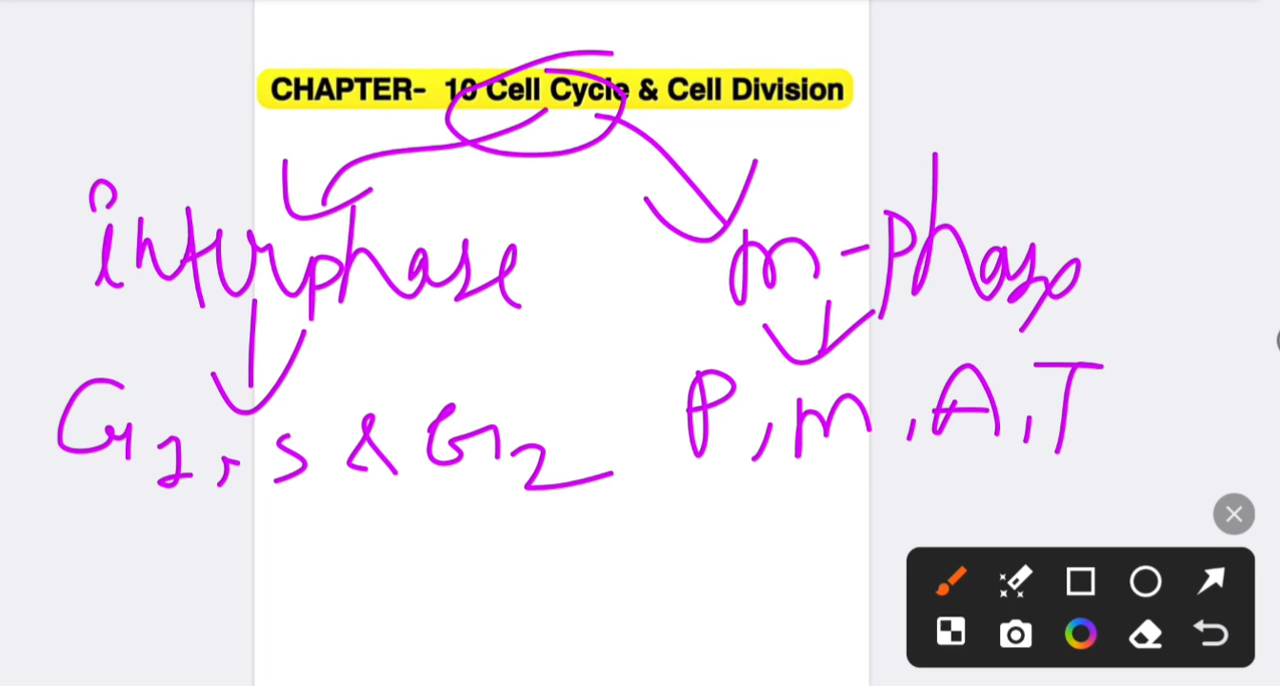 CHAPTER- 10 Cell Cycle & Cell Division
interphase m-phase
G1, S & G2 P, M, A, T